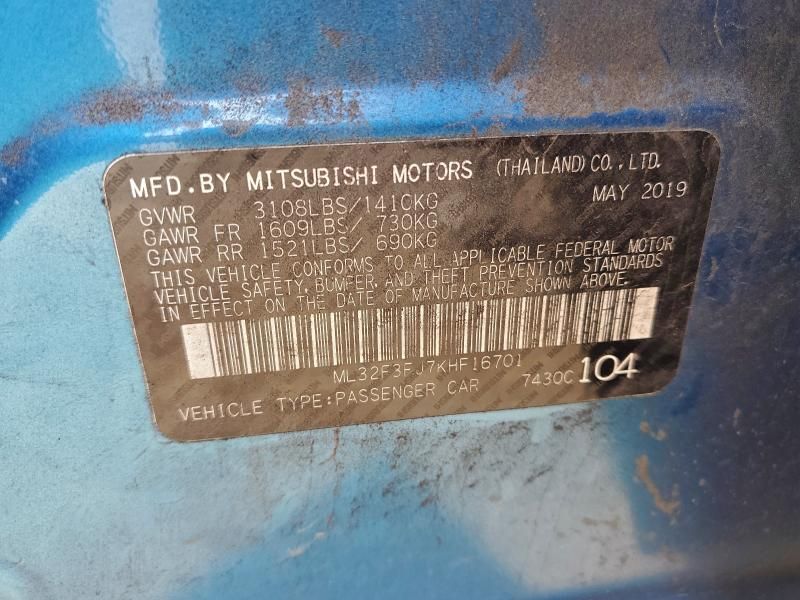 MFD.BY MITSUBISHI MOTORS (THAILAND) CO., LTD.
MAY 2019
GVWR 3108LBS/1410KG
GAWR FR 1609LBS/ 730KG
GAWR RR 1521LBS/ 690KG
THIS VEHICLE CONFORMS TO ALL APPLICABLE FEDERAL MOTOR
VEHICLE SAFETY, BUMPER, AND THEFT PREVENTION STANDARDS
IN EFFECT ON THE DATE OF MANUFACTURE SHOWN ABOVE.
ML32F3FJ7KHF16701
VEHICLE TYPE:PASSENGER CAR 7430C 104